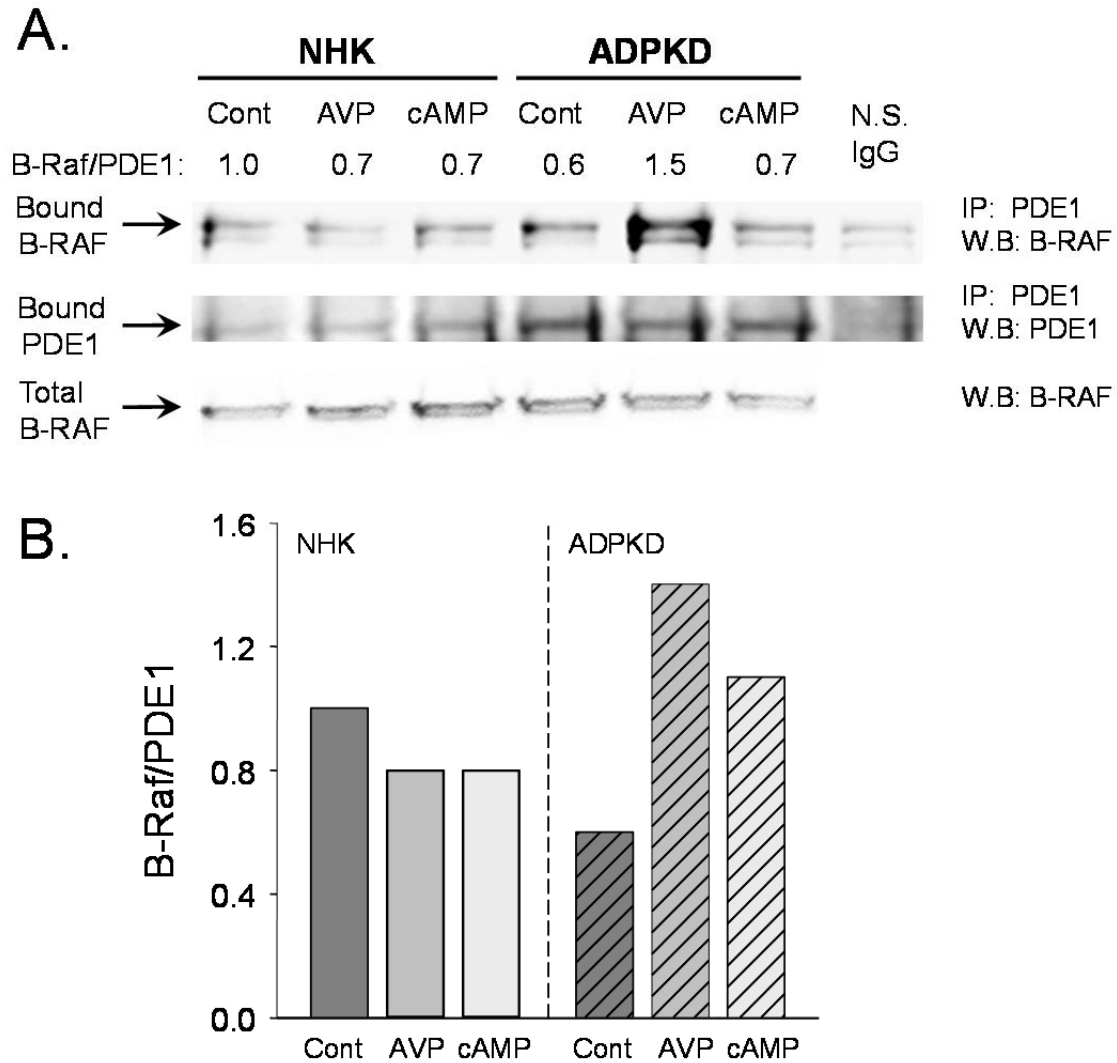 A.
NHK ADPKD
Cont AVP cAMP Cont AVP cAMP N.S.
IgG
B-Raf/PDE1: 1.0 0.7 0.7 0.6 1.5 0.7
Bound
B-RAF
IP: PDE1
W.B: B-RAF
Bound
PDE1
IP: PDE1
W.B: PDE1
Total
B-RAF
W.B: B-RAF
B.
NHK ADPKD
B-Raf/PDE1
1.6
1.2
0.8
0.4
0.0
Cont AVP cAMP Cont AVP cAMP